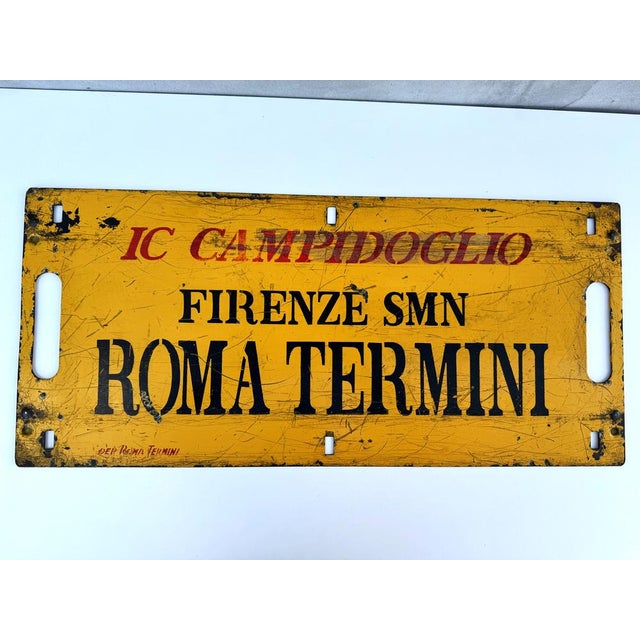 IC CAMPIDOGLIO
FIRENZE SMN
ROMA TERMINI
DEP. ROMA TERMINI